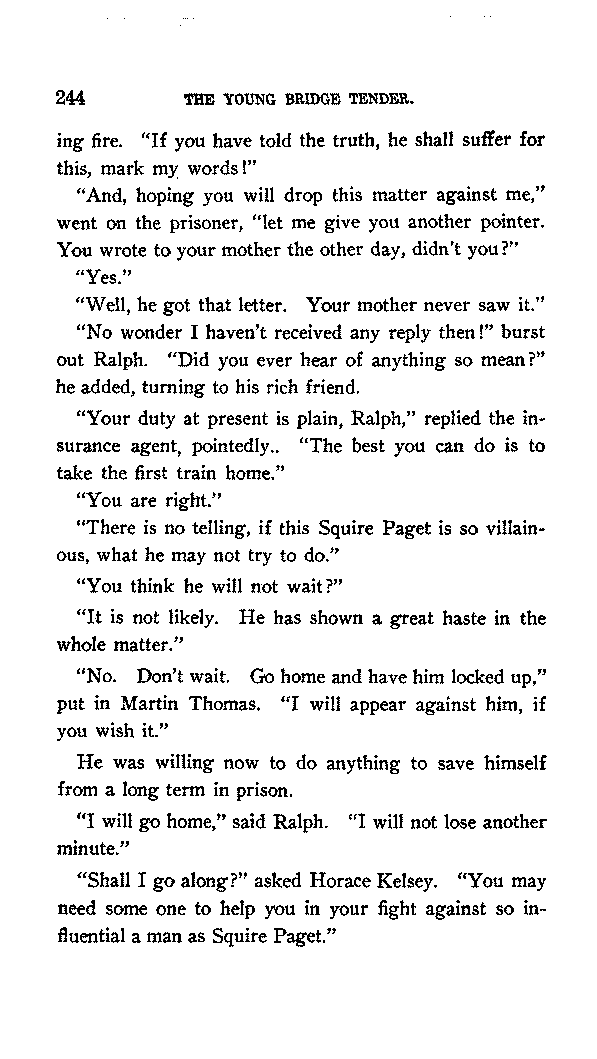 244 THE YOUNG BRIDGE TENDER.
ing fire. "If you have told the truth, he shall suffer for
this, mark my words!"
"And, hoping you will drop this matter against me,"
went on the prisoner, "let me give you another pointer.
You wrote to your mother the other day, didn't you?"
"Yes."
"Well, he got that letter. Your mother never saw it."
"No wonder I haven't received any reply then!" burst
out Ralph. "Did you ever hear of anything so mean?"
he added, turning to his rich friend.
"Your duty at present is plain, Ralph," replied the in-
surance agent, pointedly.. "The best you can do is to
take the first train home."
"You are right."
"There is no telling, if this Squire Paget is so villain-
ous, what he may not try to do."
"You think he will not wait?"
"It is not likely. He has shown a great haste in the
whole matter."
"No. Don't wait. Go home and have him locked up,"
put in Martin Thomas. "I will appear against him, if
you wish it."
He was willing now to do anything to save himself
from a long term in prison.
"I will go home," said Ralph. "I will not lose another
minute."
"Shall I go along?" asked Horace Kelsey. "You may
need some one to help you in your fight against so in-
fluential a man as Squire Paget."